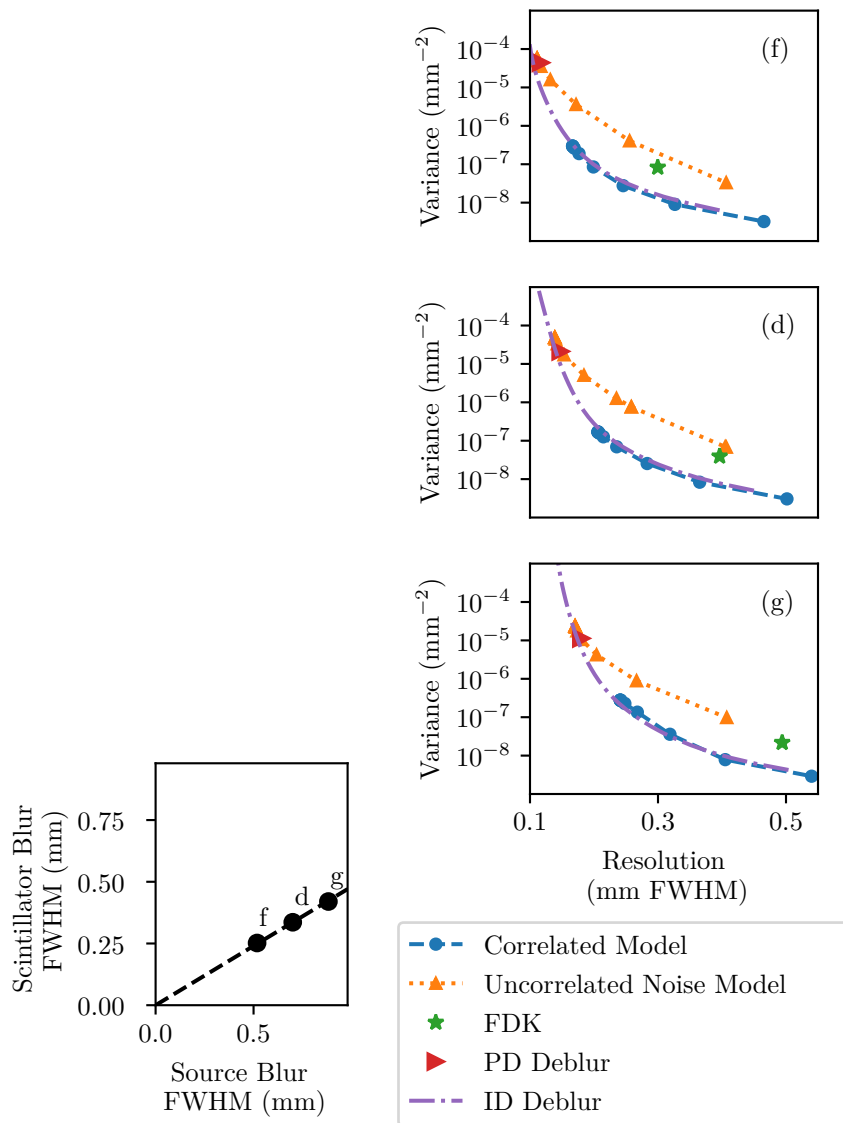 (f)
10⁻⁴
10⁻⁵
10⁻⁶
10⁻⁷
10⁻⁸
Variance (mm⁻²)
(d)
10⁻⁴
10⁻⁵
10⁻⁶
10⁻⁷
10⁻⁸
Variance (mm⁻²)
(g)
10⁻⁴
10⁻⁵
10⁻⁶
10⁻⁷
10⁻⁸
Variance (mm⁻²)
0.1 0.3 0.5
Resolution
(mm FWHM)
Scintillator Blur
FWHM (mm)
0.75
0.50
0.25
0.00
f d g
0.0 0.5
Source Blur
FWHM (mm)
Correlated Model
Uncorrelated Noise Model
FDK
PD Deblur
ID Deblur